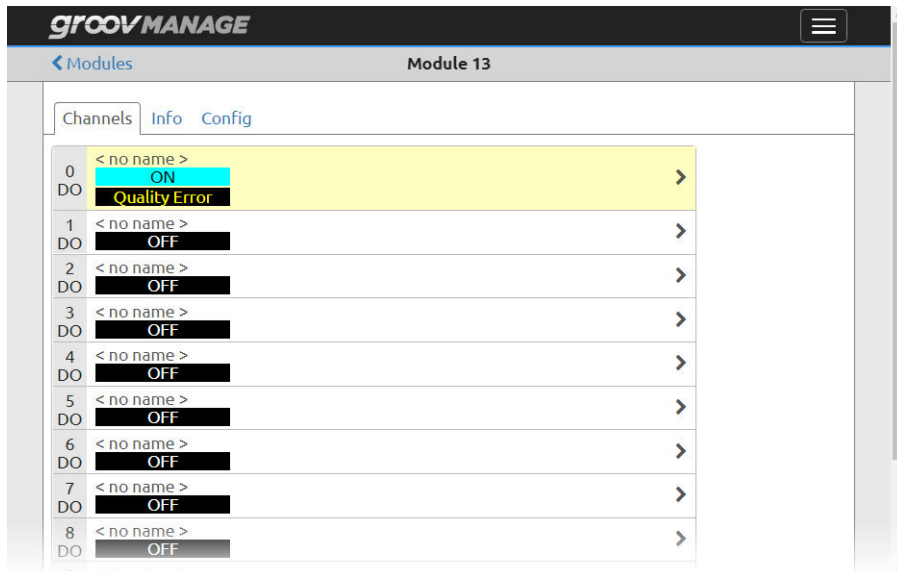 groov MANAGE
Modules
Module 13
Channels Info Config
0 DO
< no name >
ON
Quality Error
1 DO
< no name >
OFF
2 DO
< no name >
OFF
3 DO
< no name >
OFF
4 DO
< no name >
OFF
5 DO
< no name >
OFF
6 DO
< no name >
OFF
7 DO
< no name >
OFF
8 DO
< no name >
OFF